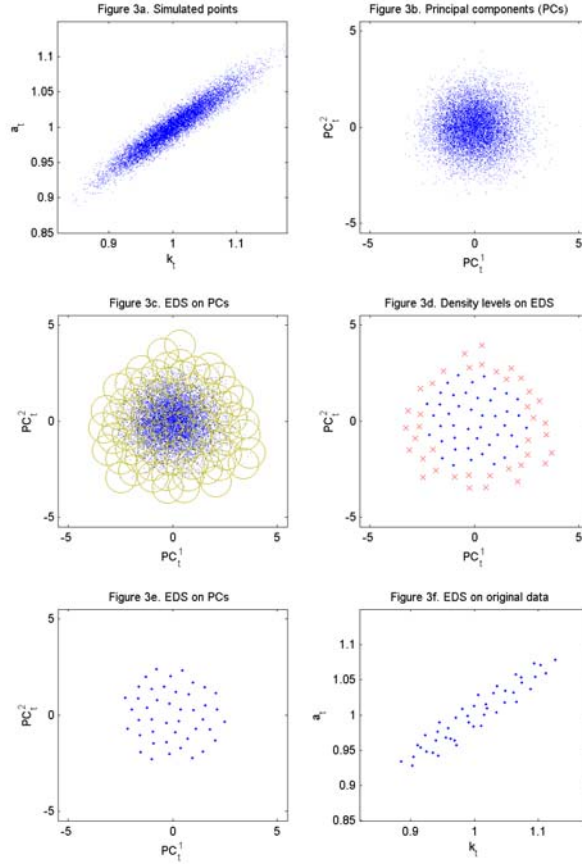 Figure 3a. Simulated points
1.1
1.05
1
0.95
0.9
0.85
a_t
0.9 1 1.1
k_t
Figure 3b. Principal components (PCs)
5
0
-5
PC_t^2
-5 0 5
PC_t^1
Figure 3c. EDS on PCs
5
0
-5
PC_t^2
-5 0 5
PC_t^1
Figure 3d. Density levels on EDS
5
0
-5
PC_t^2
-5 0 5
PC_t^1
Figure 3e. EDS on PCs
5
0
-5
PC_t^2
-5 0 5
PC_t^1
Figure 3f. EDS on original data
1.1
1.05
1
0.95
0.9
0.85
a_t
0.9 1 1.1
k_t